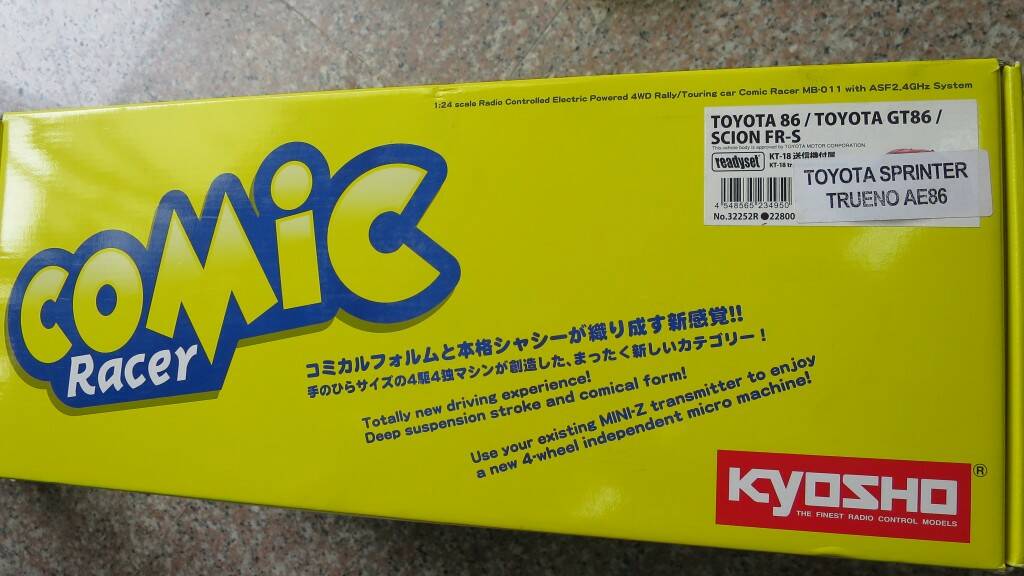 1:24 scale Radio Controlled Electric Powered 4WD Rally/Touring car Comic Racer MB-011 with ASF2.4GHz System
TOYOTA 86 / TOYOTA GT86 /
SCION FR-S
This vehicle body is approved by TOYOTA MOTOR CORPORATION.
readyset KT-18 送信機付属
KT-18 tr
4 548565 234950
No.32252R ●22800
TOYOTA SPRINTER
TRUENO AE86
COMIC
Racer
コミカルフォルムと本格シャシーが織り成す新感覚!!
手のひらサイズの4駆4独マシンが創造した、まったく新しいカテゴリー！
Totally new driving experience!
Deep suspension stroke and comical form!
Use your existing MINI-Z transmitter to enjoy
a new 4-wheel independent micro machine!
KYOSHO ®
THE FINEST RADIO CONTROL MODELS